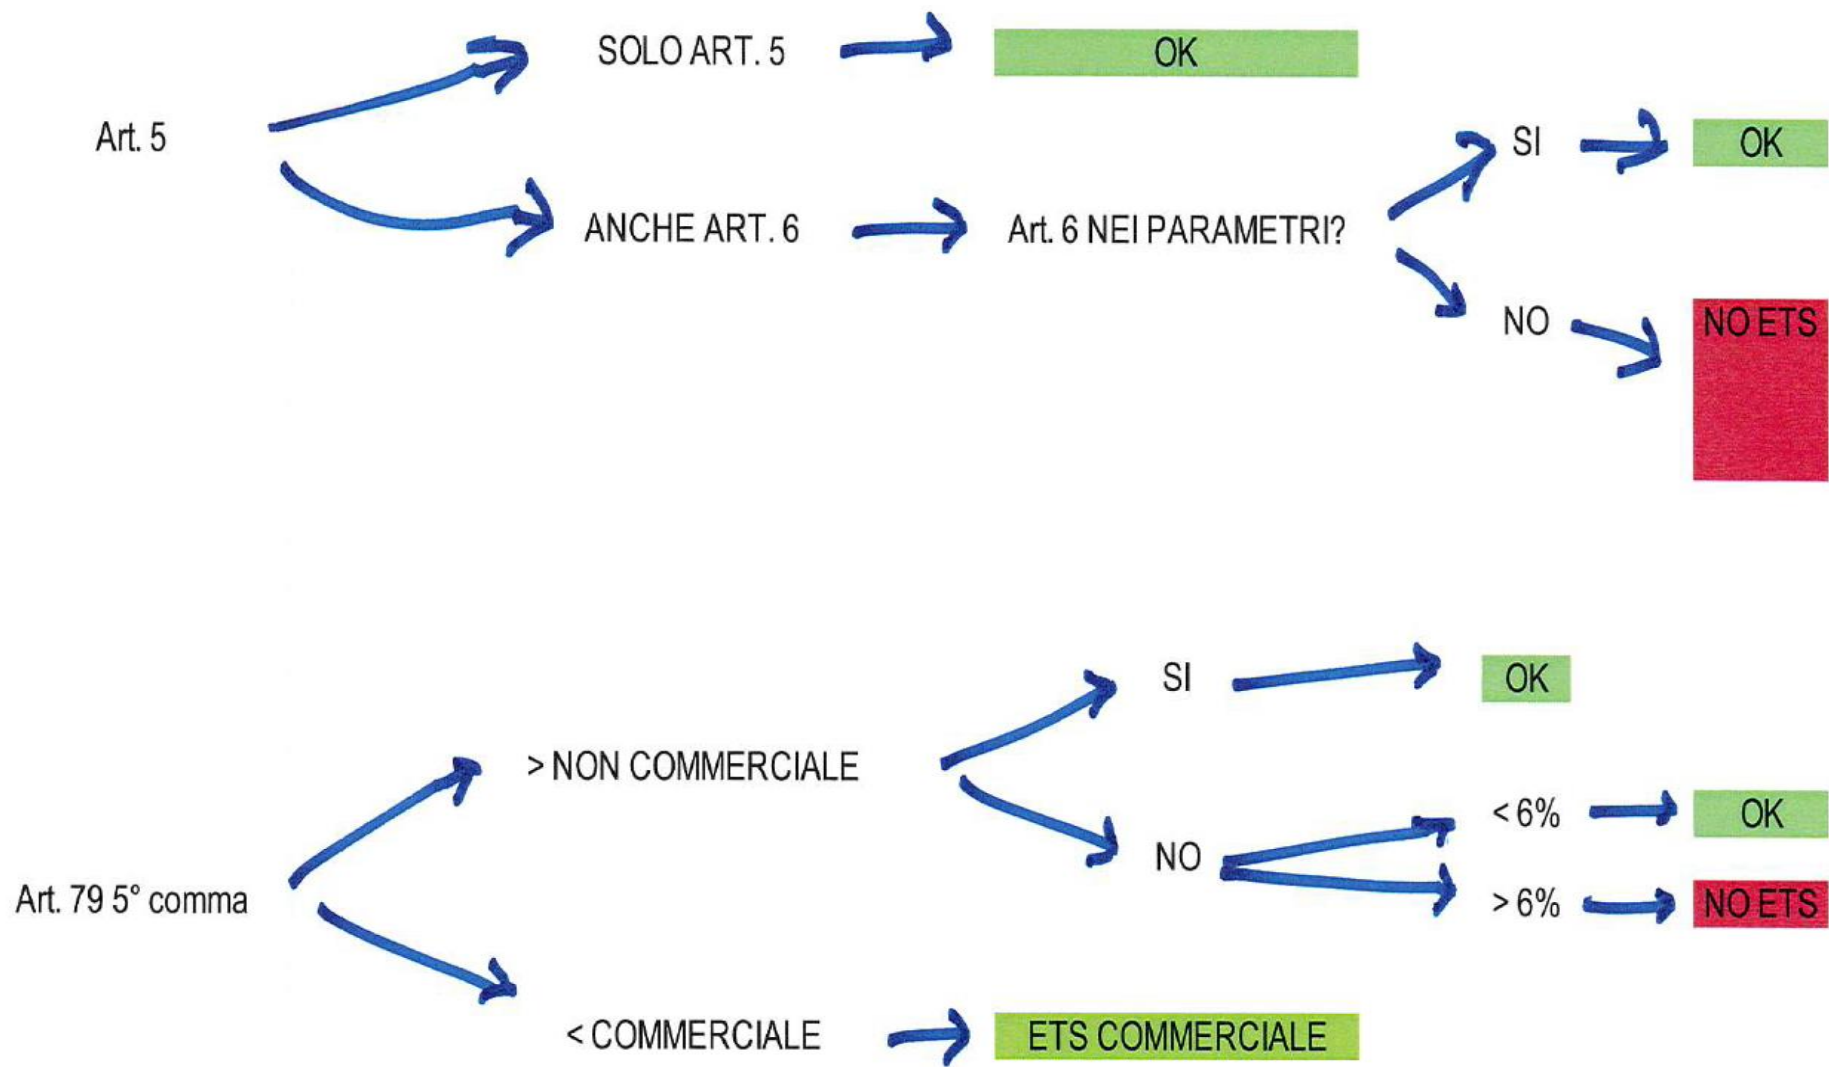 SOLO ART. 5
OK
Art. 5
SI
OK
ANCHE ART. 6
Art. 6 NEI PARAMETRI?
NO
NO ETS
SI
OK
> NON COMMERCIALE
< 6%
OK
NO
Art. 79 5° comma
> 6%
NO ETS
< COMMERCIALE
ETS COMMERCIALE